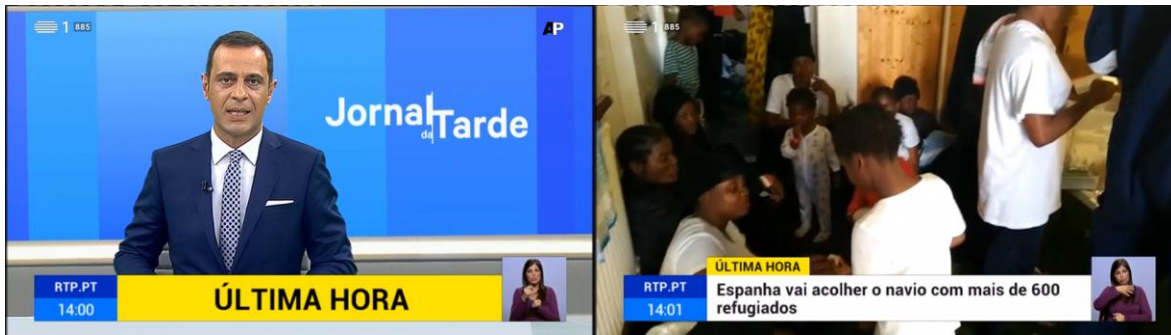 1 885
AP
Jornal
da Tarde
RTP.PT
14:00
ÚLTIMA HORA
1 885
ÚLTIMA HORA
RTP.PT
14:01
Espanha vai acolher o navio com mais de 600
refugiados